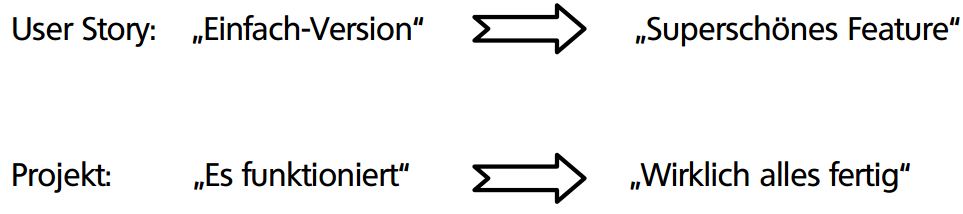 User Story: „Einfach-Version“ „Superschönes Feature“
Projekt: „Es funktioniert“ „Wirklich alles fertig“